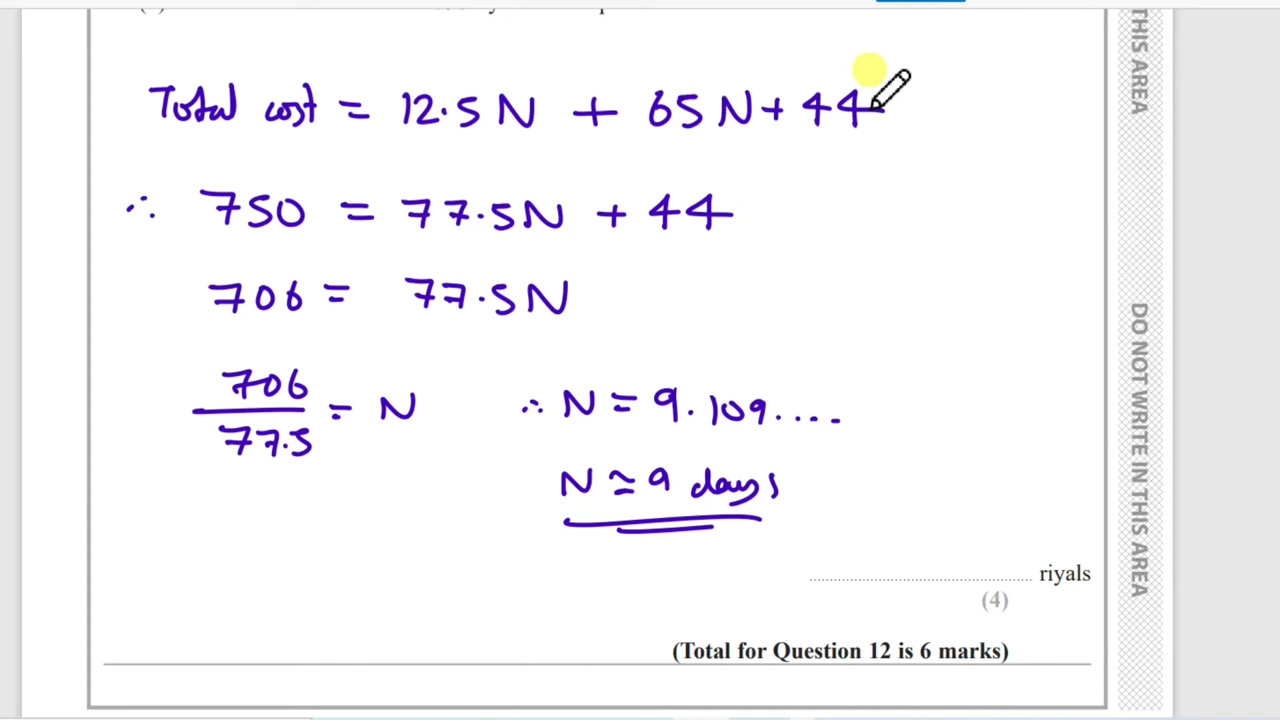 Total cost = 12.5 N + 65 N + 44
∴ 750 = 77.5N + 44
706 = 77.5N
706/77.5 = N ∴ N = 9.109....
N ≃ 9 days
riyals
(4)
(Total for Question 12 is 6 marks)
THIS AREA
DO NOT WRITE IN THIS AREA